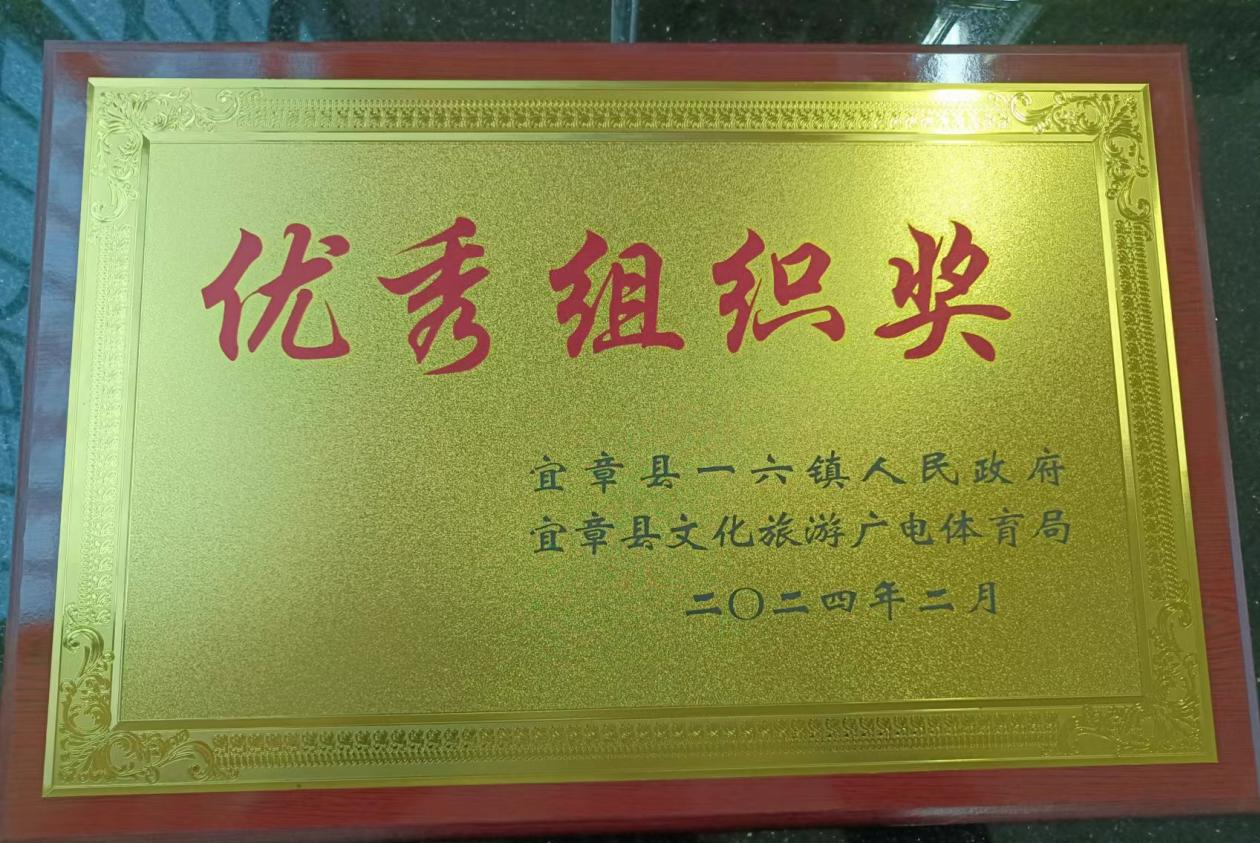 优秀组织奖
宜章县一六镇人民政府
宜章县文化旅游广电体育局
二〇二四年二月